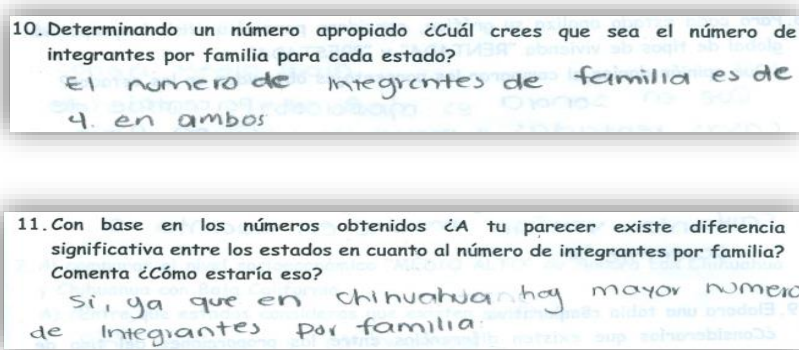 10. Determinando un número apropiado ¿Cuál crees que sea el número de
integrantes por familia para cada estado?
El numero de integrantes de familia es de
4. en ambos
11. Con base en los números obtenidos ¿A tu parecer existe diferencia
significativa entre los estados en cuanto al número de integrantes por familia?
Comenta ¿Cómo estaría eso?
Si, ya que en chihuahua hay mayor numero
de Integrantes por familia.